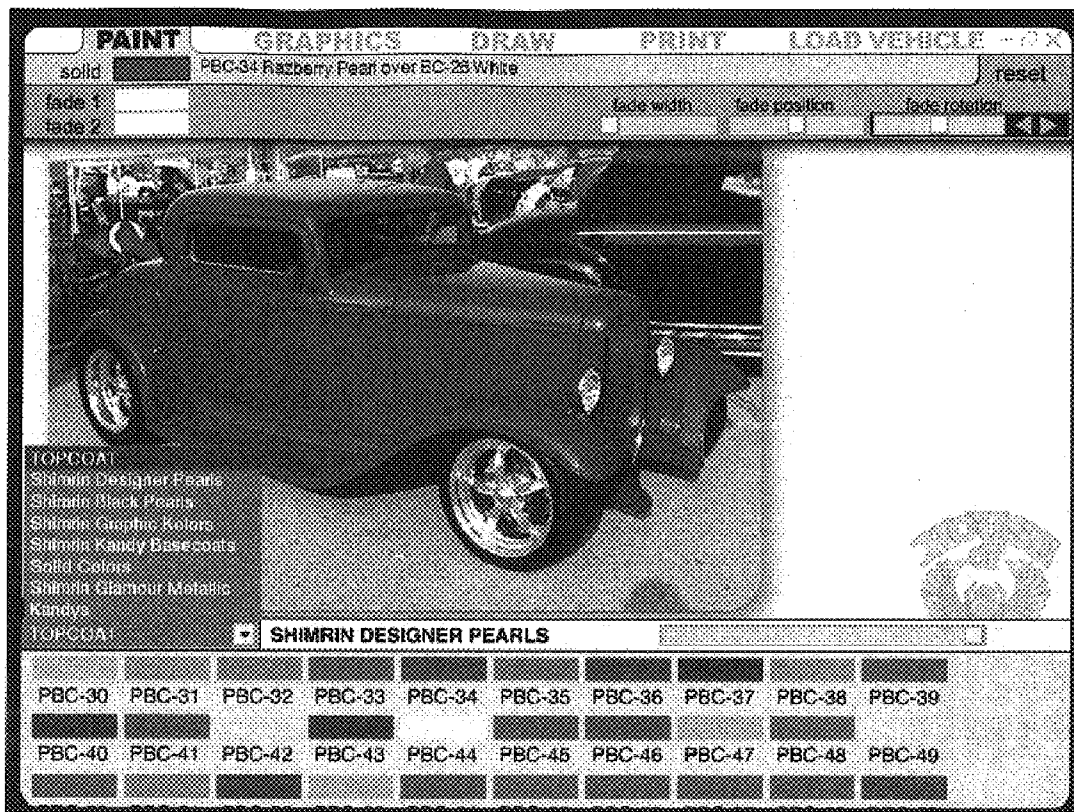 PAINT GRAPHICS DRAW PRINT LOAD VEHICLE
solid PBC-34 Razberry Pearl over BC-26 White reset
fade 1 fade width fade position fade rotation
fade 2
TOPCOAT
Shimrin Designer Pearls
Shimrin Black Pearls
Shimrin Graphic Kolors
Shimrin Kandy Basecoats
Solid Colors
Shimrin Glamour Metallic
Kandys
TOPCOAT SHIMRIN DESIGNER PEARLS
PBC-30 PBC-31 PBC-32 PBC-33 PBC-34 PBC-35 PBC-36 PBC-37 PBC-38 PBC-39
PBC-40 PBC-41 PBC-42 PBC-43 PBC-44 PBC-45 PBC-46 PBC-47 PBC-48 PBC-49